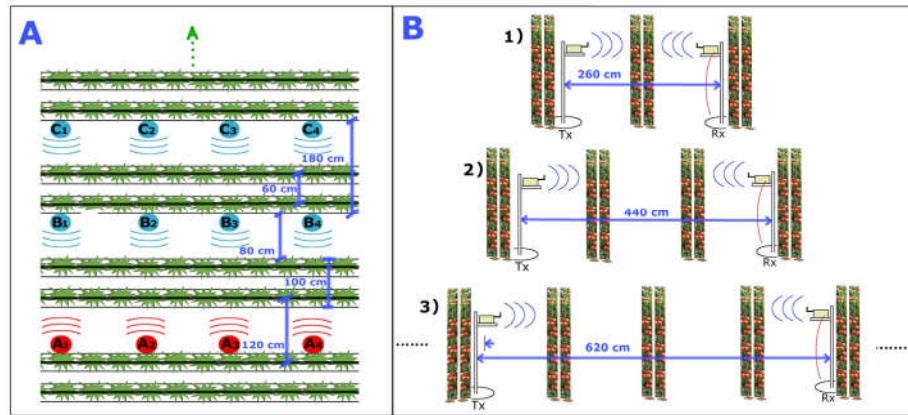 A
C1 C2 C3 C4
180 cm
60 cm
B1 B2 B3 B4
80 cm
100 cm
A1 A2 A3 A4
120 cm
B
1)
260 cm
Tx Rx
2)
440 cm
Tx Rx
3)
620 cm
Tx Rx